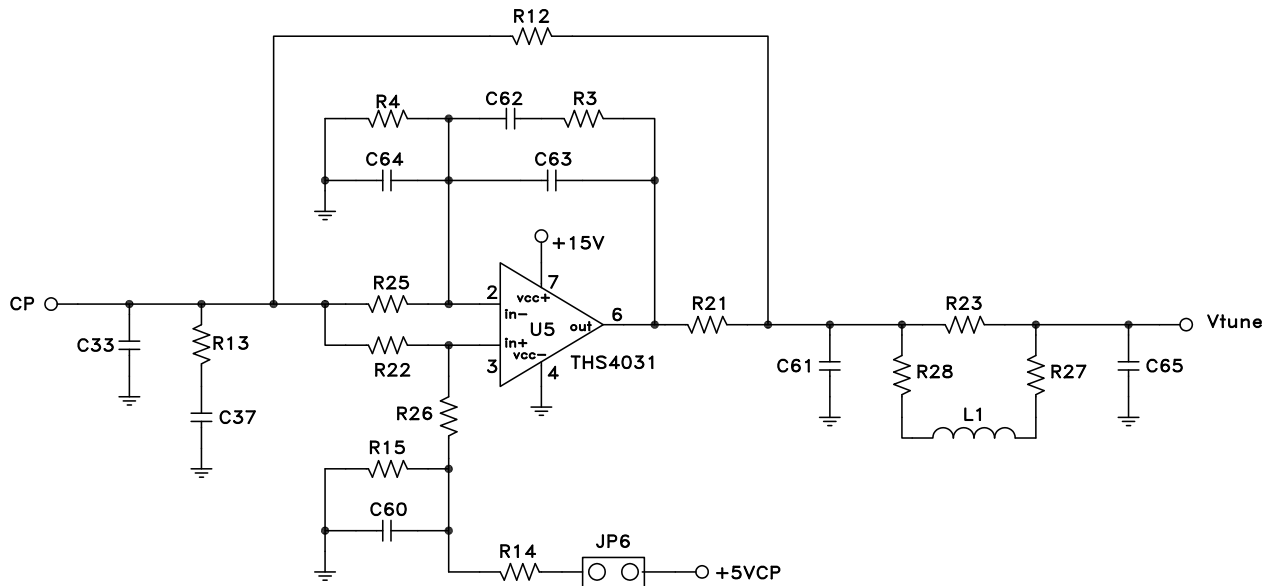 R12
R4
C62
R3
C64
C63
+15V
CP
R25
2
7
vcc+
in-
U5
out
6
R21
R23
Vtune
C33
R13
R22
in+
vcc-
3
4
THS4031
C61
R28
R27
C65
C37
R26
L1
R15
C60
R14
JP6
+5VCP